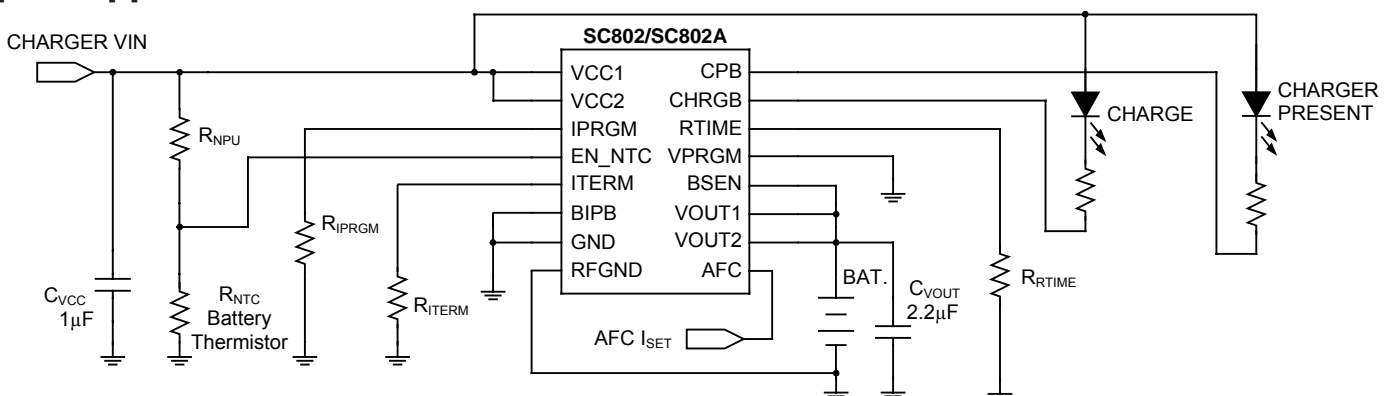 SC802/SC802A
CHARGER VIN
VCC1
VCC2
IPRGM
EN_NTC
ITERM
BIPB
GND
RFGND
CPB
CHRGB
RTIME
VPRGM
BSEN
VOUT1
VOUT2
AFC
CHARGE
CHARGER
PRESENT
RNPU
RIPRGM
RITERM
CVCC
1μF
RNTC
Battery
Thermistor
AFC ISET
BAT.
CVOUT
2.2μF
RRTIME